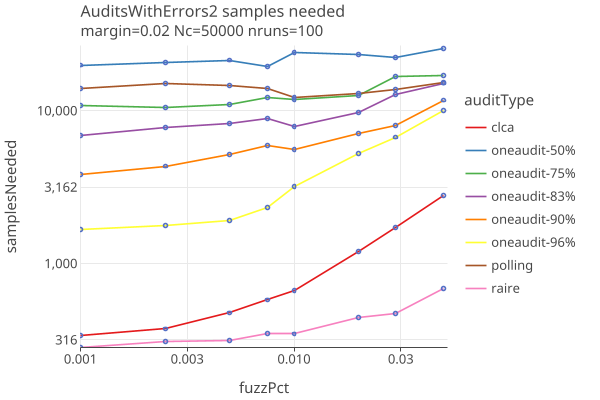 AuditsWithErrors2 samples needed
margin=0.02 Nc=50000 nruns=100
samplesNeeded
10,000
3,162
1,000
316
0.001
0.003
0.010
0.03
fuzzPct
auditType
clca
oneaudit-50%
oneaudit-75%
oneaudit-83%
oneaudit-90%
oneaudit-96%
polling
raire